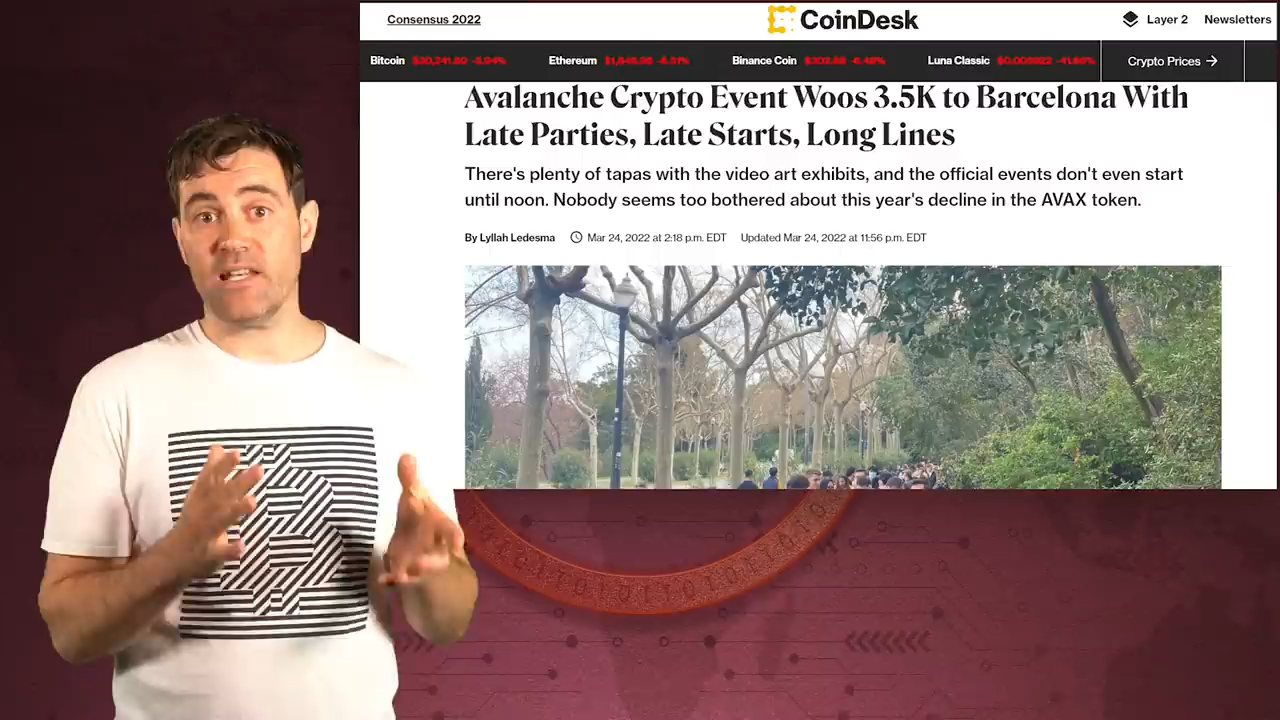 Consensus 2022
CoinDesk
Layer 2 Newsletters
Bitcoin
Ethereum
Binance Coin
Luna Classic
Crypto Prices
Avalanche Crypto Event Woos 3.5K to Barcelona With
Late Parties, Late Starts, Long Lines
There's plenty of tapas with the video art exhibits, and the official events don't even start
until noon. Nobody seems too bothered about this year's decline in the AVAX token.
By Lyllah Ledesma Mar 24, 2022 at 2:18 p.m. EDT Updated Mar 24, 2022 at 11:56 p.m. EDT